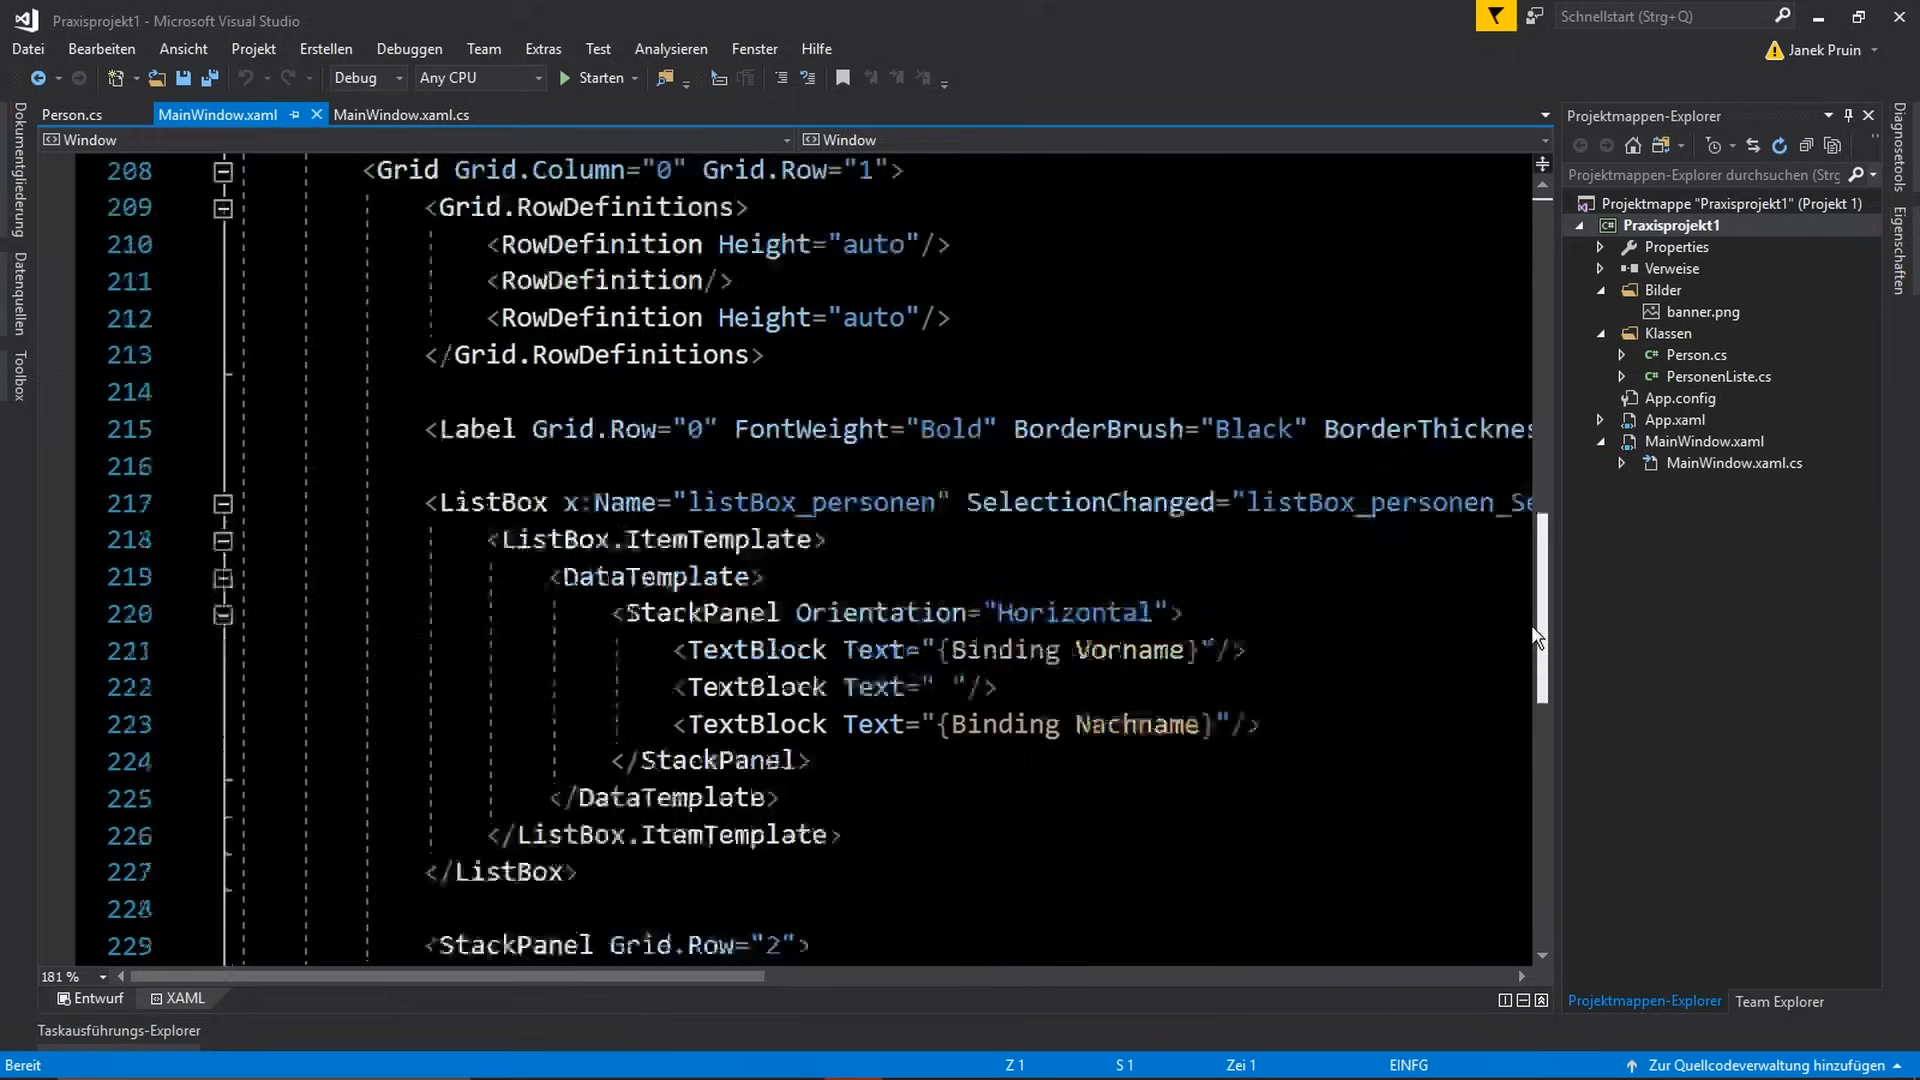 Praxisprojekt1 - Microsoft Visual Studio
Schnellstart (Strg+Q)
Datei Bearbeiten Ansicht Projekt Erstellen Debuggen Team Extras Test Analysieren Fenster Hilfe
Janek Pruin
Debug Any CPU Starten
Person.cs MainWindow.xaml MainWindow.xaml.cs
Window Window
Dokumentgliederung
Datenquellen
Toolbox
208 <Grid Grid.Column="0" Grid.Row="1">
209 <Grid.RowDefinitions>
210 <RowDefinition Height="auto"/>
211 <RowDefinition/>
212 <RowDefinition Height="auto"/>
213 </Grid.RowDefinitions>
214
215 <Label Grid.Row="0" FontWeight="Bold" BorderBrush="Black" BorderThicknes
216
217 <ListBox x:Name="listBox_personen" SelectionChanged="listBox_personen_Se
218 <ListBox.ItemTemplate>
219 <DataTemplate>
220 <StackPanel Orientation="Horizontal">
221 <TextBlock Text="{Binding Vorname}"/>
222 <TextBlock Text=" "/>
223 <TextBlock Text="{Binding Nachname}"/>
224 </StackPanel>
225 </DataTemplate>
226 </ListBox.ItemTemplate>
227 </ListBox>
228
229 <StackPanel Grid.Row="2">
181 %
Entwurf XAML
Taskausführungs-Explorer
Projektmappen-Explorer
Projektmappen-Explorer durchsuchen (Strg
Projektmappe "Praxisprojekt1" (Projekt 1)
Praxisprojekt1
Properties
Verweise
Bilder
banner.png
Klassen
Person.cs
PersonenListe.cs
App.config
App.xaml
MainWindow.xaml
MainWindow.xaml.cs
Projektmappen-Explorer Team Explorer
Diagnosetools
Eigenschaften
Bereit Z 1 S 1 Zei 1 EINFG Zur Quellcodeverwaltung hinzufügen